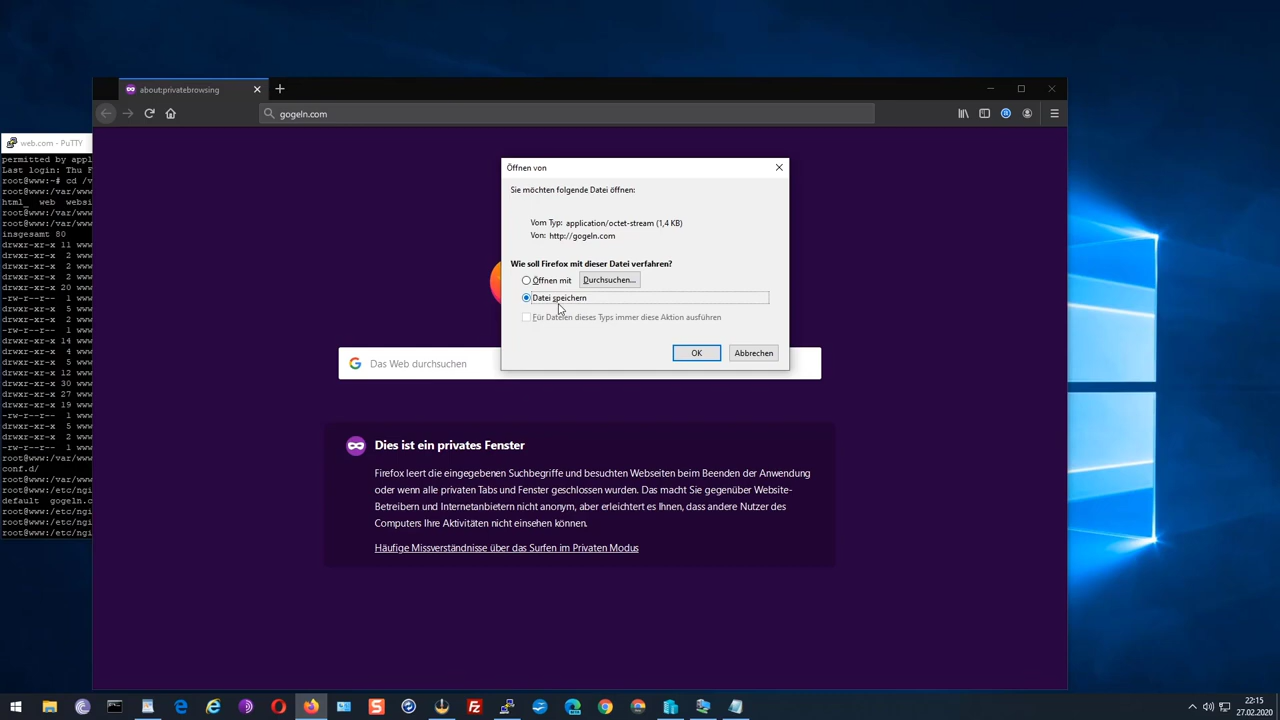 about:privatebrowsing
gogeln.com
web.com - PuTTY
permitted by appl
Last login: Thu F
root@www:~# cd /v
root@www:/var/www
html_ web websi
root@www:/var/www
root@www:/var/www
insgesamt 80
drwxr-xr-x 11 www
drwxr-xr-x 2 www
drwxr-xr-x 2 www
drwxr-xr-x 2 www
drwxr-xr-x 20 www
-rw-r--r-- 1 www
drwxr-xr-x 5 www
drwxr-xr-x 2 www
-rw-r--r-- 1 www
drwxr-xr-x 14 www
drwxr-xr-x 4 www
drwxr-xr-x 5 www
drwxr-xr-x 12 www
drwxr-xr-x 30 www
drwxr-xr-x 27 www
drwxr-xr-x 19 www
-rw-r--r-- 1 www
drwxr-xr-x 5 www
drwxr-xr-x 2 www
-rw-r--r-- 1 www
root@www:/var/www
conf.d/
root@www:/etc/ngi
default gogeln.c
root@www:/etc/ngi
root@www:/etc/ngi
root@www:/etc/ngi
Öffnen von
Sie möchten folgende Datei öffnen:
Vom Typ: application/octet-stream (1,4 KB)
Von: http://gogeln.com
Wie soll Firefox mit dieser Datei verfahren?
Öffnen mit Durchsuchen...
Datei speichern
Für Dateien dieses Typs immer diese Aktion ausführen
OK Abbrechen
Das Web durchsuchen
Dies ist ein privates Fenster
Firefox leert die eingegebenen Suchbegriffe und besuchten Webseiten beim Beenden der Anwendung
oder wenn alle privaten Tabs und Fenster geschlossen wurden. Das macht Sie gegenüber Website-
Betreibern und Internetanbietern nicht anonym, aber erleichtert es Ihnen, dass andere Nutzer des
Computers Ihre Aktivitäten nicht einsehen können.
Häufige Missverständnisse über das Surfen im Privaten Modus
22:15
27.02.2020